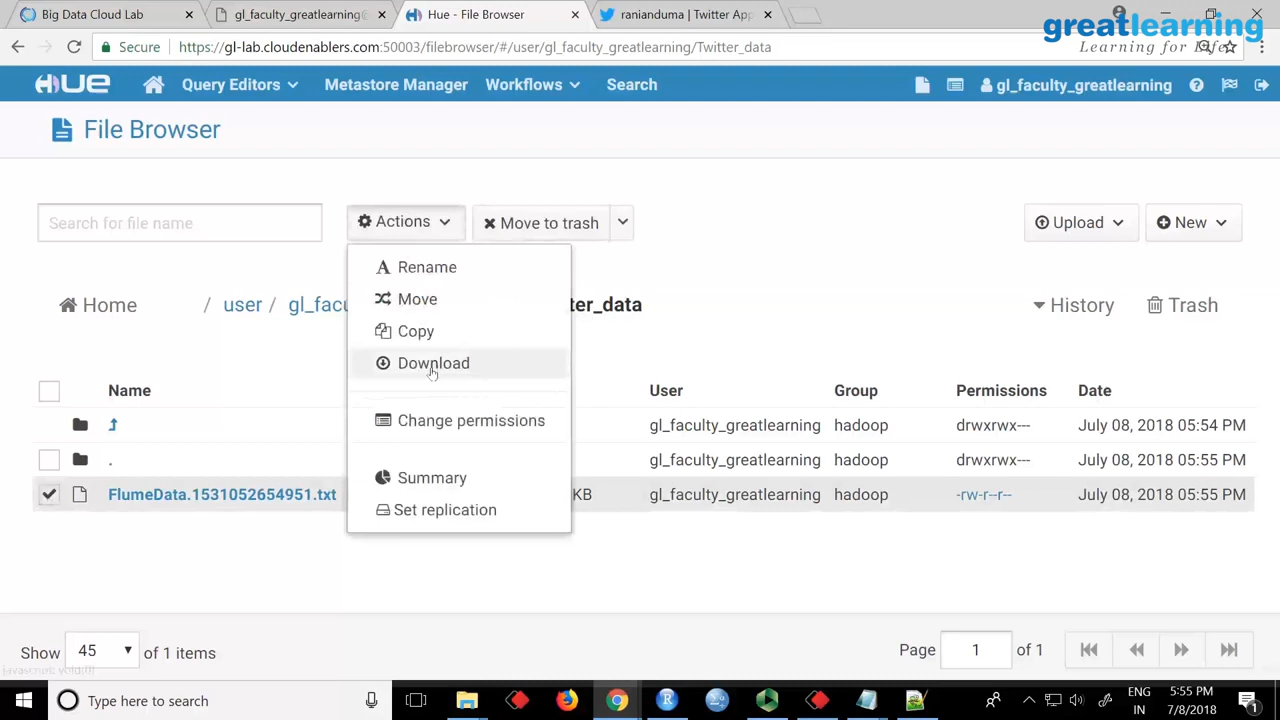 Big Data Cloud Lab
gl_faculty_greatlearning@
Hue - File Browser
ranianduma | Twitter App
greatlearning
Learning for Life
Secure
https://gl-lab.cloudenablers.com:50003/filebrowser/#/user/gl_faculty_greatlearning/Twitter_data
HUE
Query Editors
Metastore Manager
Workflows
Search
gl_faculty_greatlearning
File Browser
Search for file name
Actions
Move to trash
Upload
New
Rename
Move
Copy
Download
Change permissions
Summary
Set replication
Home / user / gl_facu
ter_data
History
Trash
Name User Group Permissions Date
gl_faculty_greatlearning hadoop drwxrwx--- July 08, 2018 05:54 PM
. gl_faculty_greatlearning hadoop drwxrwx--- July 08, 2018 05:55 PM
FlumeData.1531052654951.txt KB gl_faculty_greatlearning hadoop -rw-r--r-- July 08, 2018 05:55 PM
Show 45 of 1 items
Page 1 of 1
javascript: void(0)
Type here to search
ENG
IN
5:55 PM
7/8/2018
1